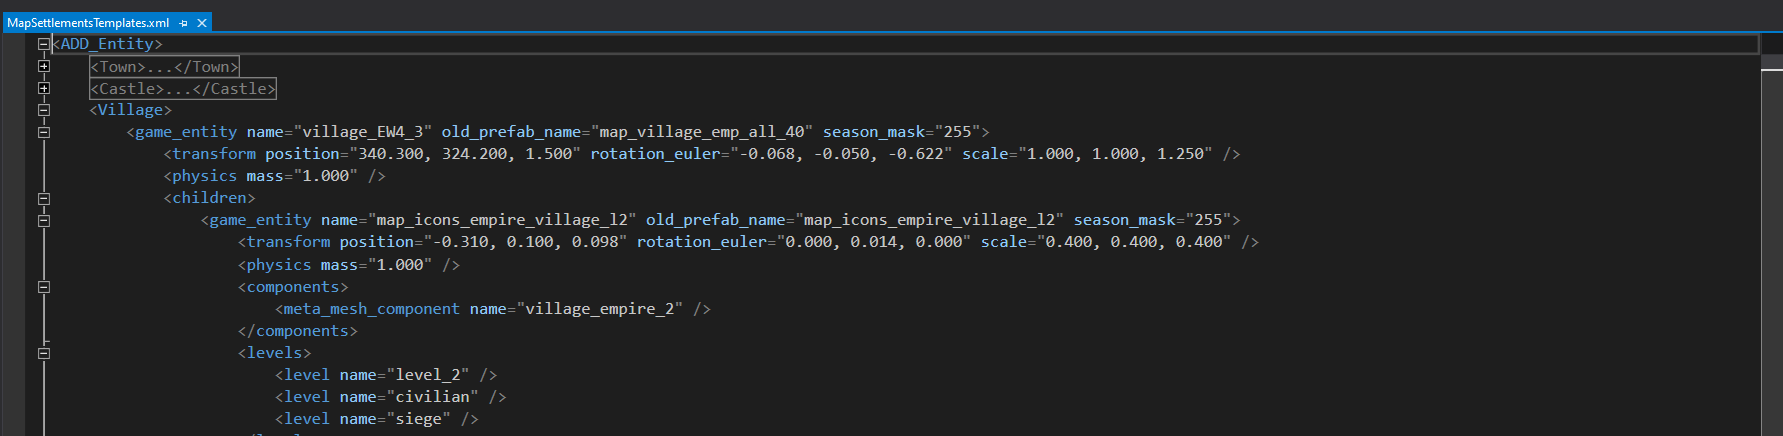 MapSettlementsTemplates.xml
<ADD_Entity>
<Town>...</Town>
<Castle>...</Castle>
<Village>
<game_entity name="village_EW4_3" old_prefab_name="map_village_emp_all_40" season_mask="255">
<transform position="340.300, 324.200, 1.500" rotation_euler="-0.068, -0.050, -0.622" scale="1.000, 1.000, 1.250" />
<physics mass="1.000" />
<children>
<game_entity name="map_icons_empire_village_l2" old_prefab_name="map_icons_empire_village_l2" season_mask="255">
<transform position="-0.310, 0.100, 0.098" rotation_euler="0.000, 0.014, 0.000" scale="0.400, 0.400, 0.400" />
<physics mass="1.000" />
<components>
<meta_mesh_component name="village_empire_2" />
</components>
<levels>
<level name="level_2" />
<level name="civilian" />
<level name="siege" />